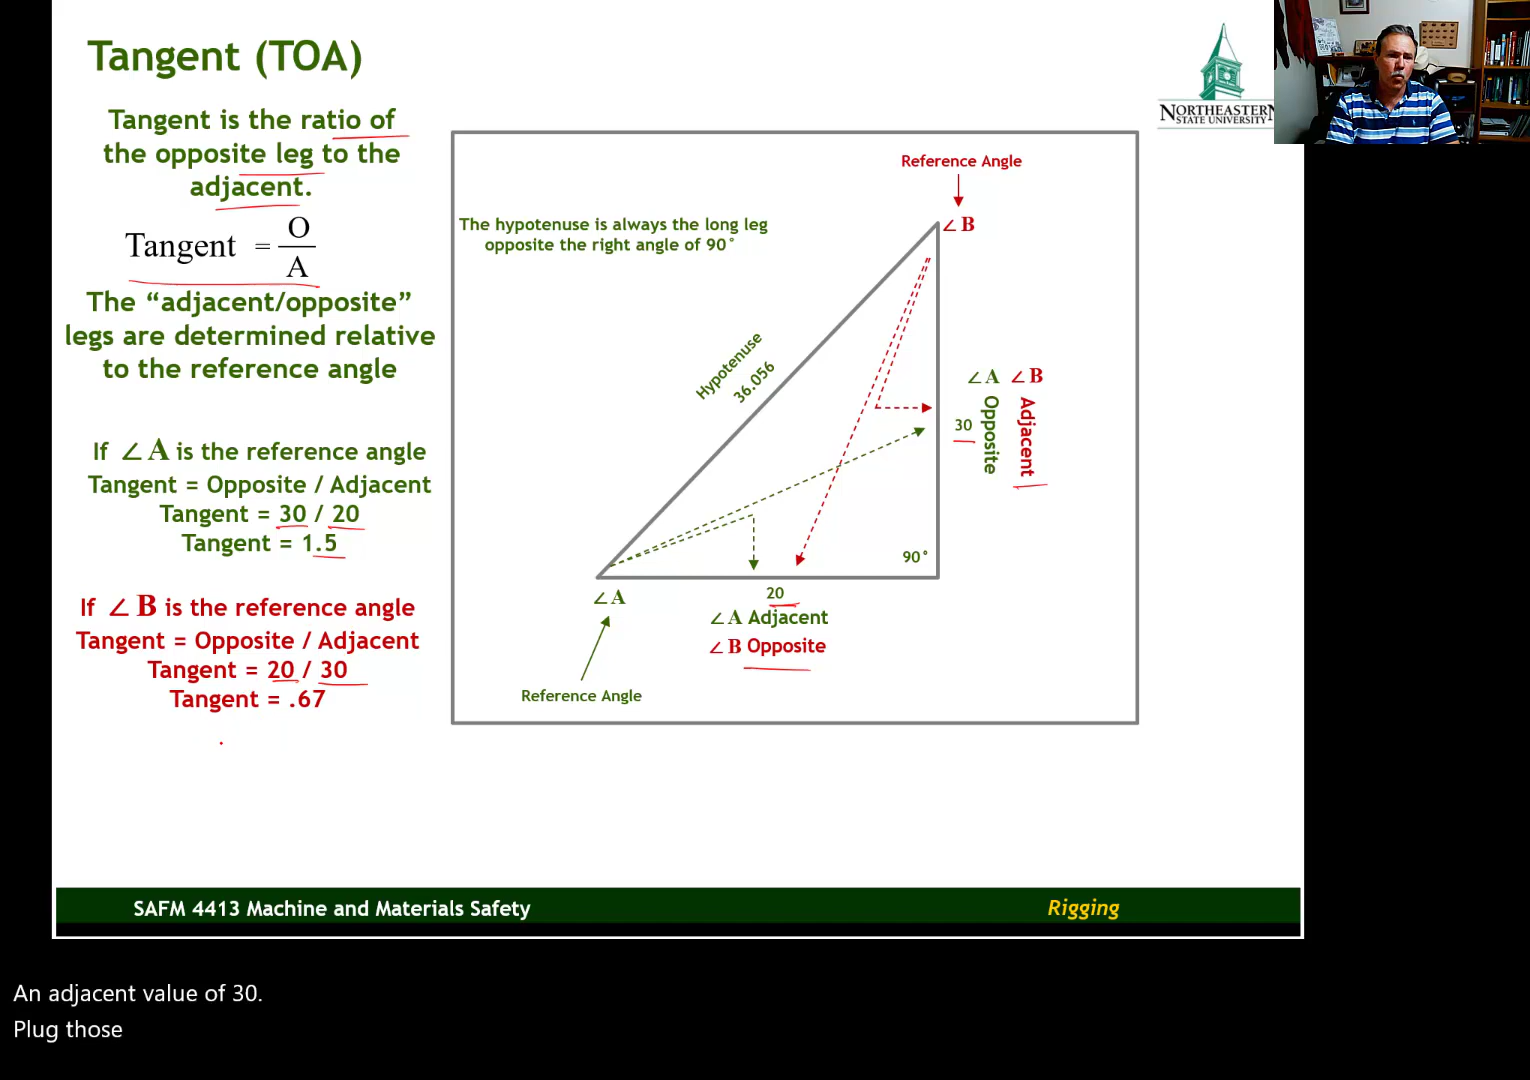 Tangent (TOA)
Tangent is the ratio of
the opposite leg to the
adjacent.
Tangent = O
A
The “adjacent/opposite”
legs are determined relative
to the reference angle
If ∠A is the reference angle
Tangent = Opposite / Adjacent
Tangent = 30 / 20
Tangent = 1.5
If ∠B is the reference angle
Tangent = Opposite / Adjacent
Tangent = 20 / 30
Tangent = .67
The hypotenuse is always the long leg
opposite the right angle of 90°
Reference Angle
∠B
Hypotenuse
36.056
∠A ∠B
30 Opposite Adjacent
90°
∠A
20
∠A Adjacent
∠B Opposite
Reference Angle
NORTHEASTERN
STATE UNIVERSITY
SAFM 4413 Machine and Materials Safety
Rigging
An adjacent value of 30.
Plug those